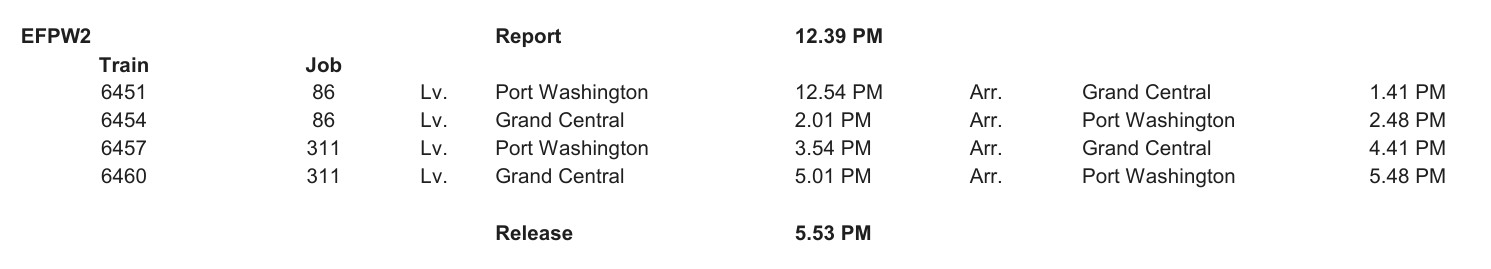 EFPW2 Report 12.39 PM
Train Job
6451 86 Lv. Port Washington 12.54 PM Arr. Grand Central 1.41 PM
6454 86 Lv. Grand Central 2.01 PM Arr. Port Washington 2.48 PM
6457 311 Lv. Port Washington 3.54 PM Arr. Grand Central 4.41 PM
6460 311 Lv. Grand Central 5.01 PM Arr. Port Washington 5.48 PM
Release 5.53 PM